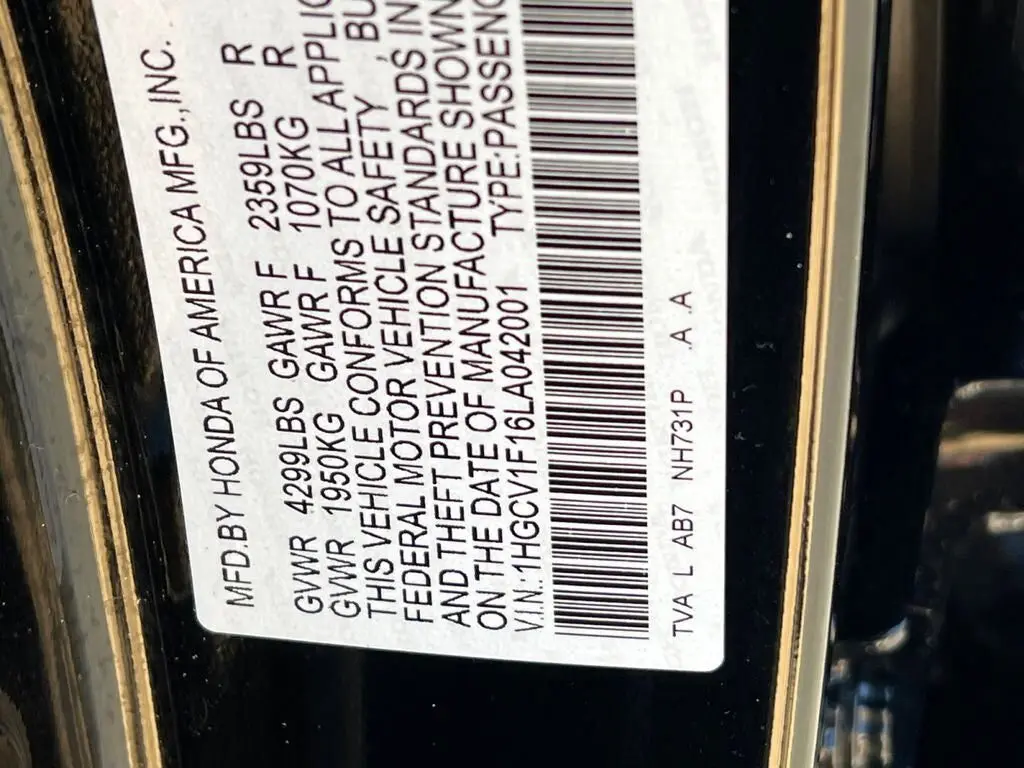 MFD.BY HONDA OF AMERICA MFG.,INC.
GVWR 4299LBS GAWR F 2359LBS R
GVWR 1950KG GAWR F 1070KG R
THIS VEHICLE CONFORMS TO ALL APPLIC
FEDERAL MOTOR VEHICLE SAFETY , BU
AND THEFT PREVENTION STANDARDS IN
ON THE DATE OF MANUFACTURE SHOWN
V.I.N.:1HGCV1F16LA042001 TYPE:PASSENG
TVA L AB7 NH731P .A .A